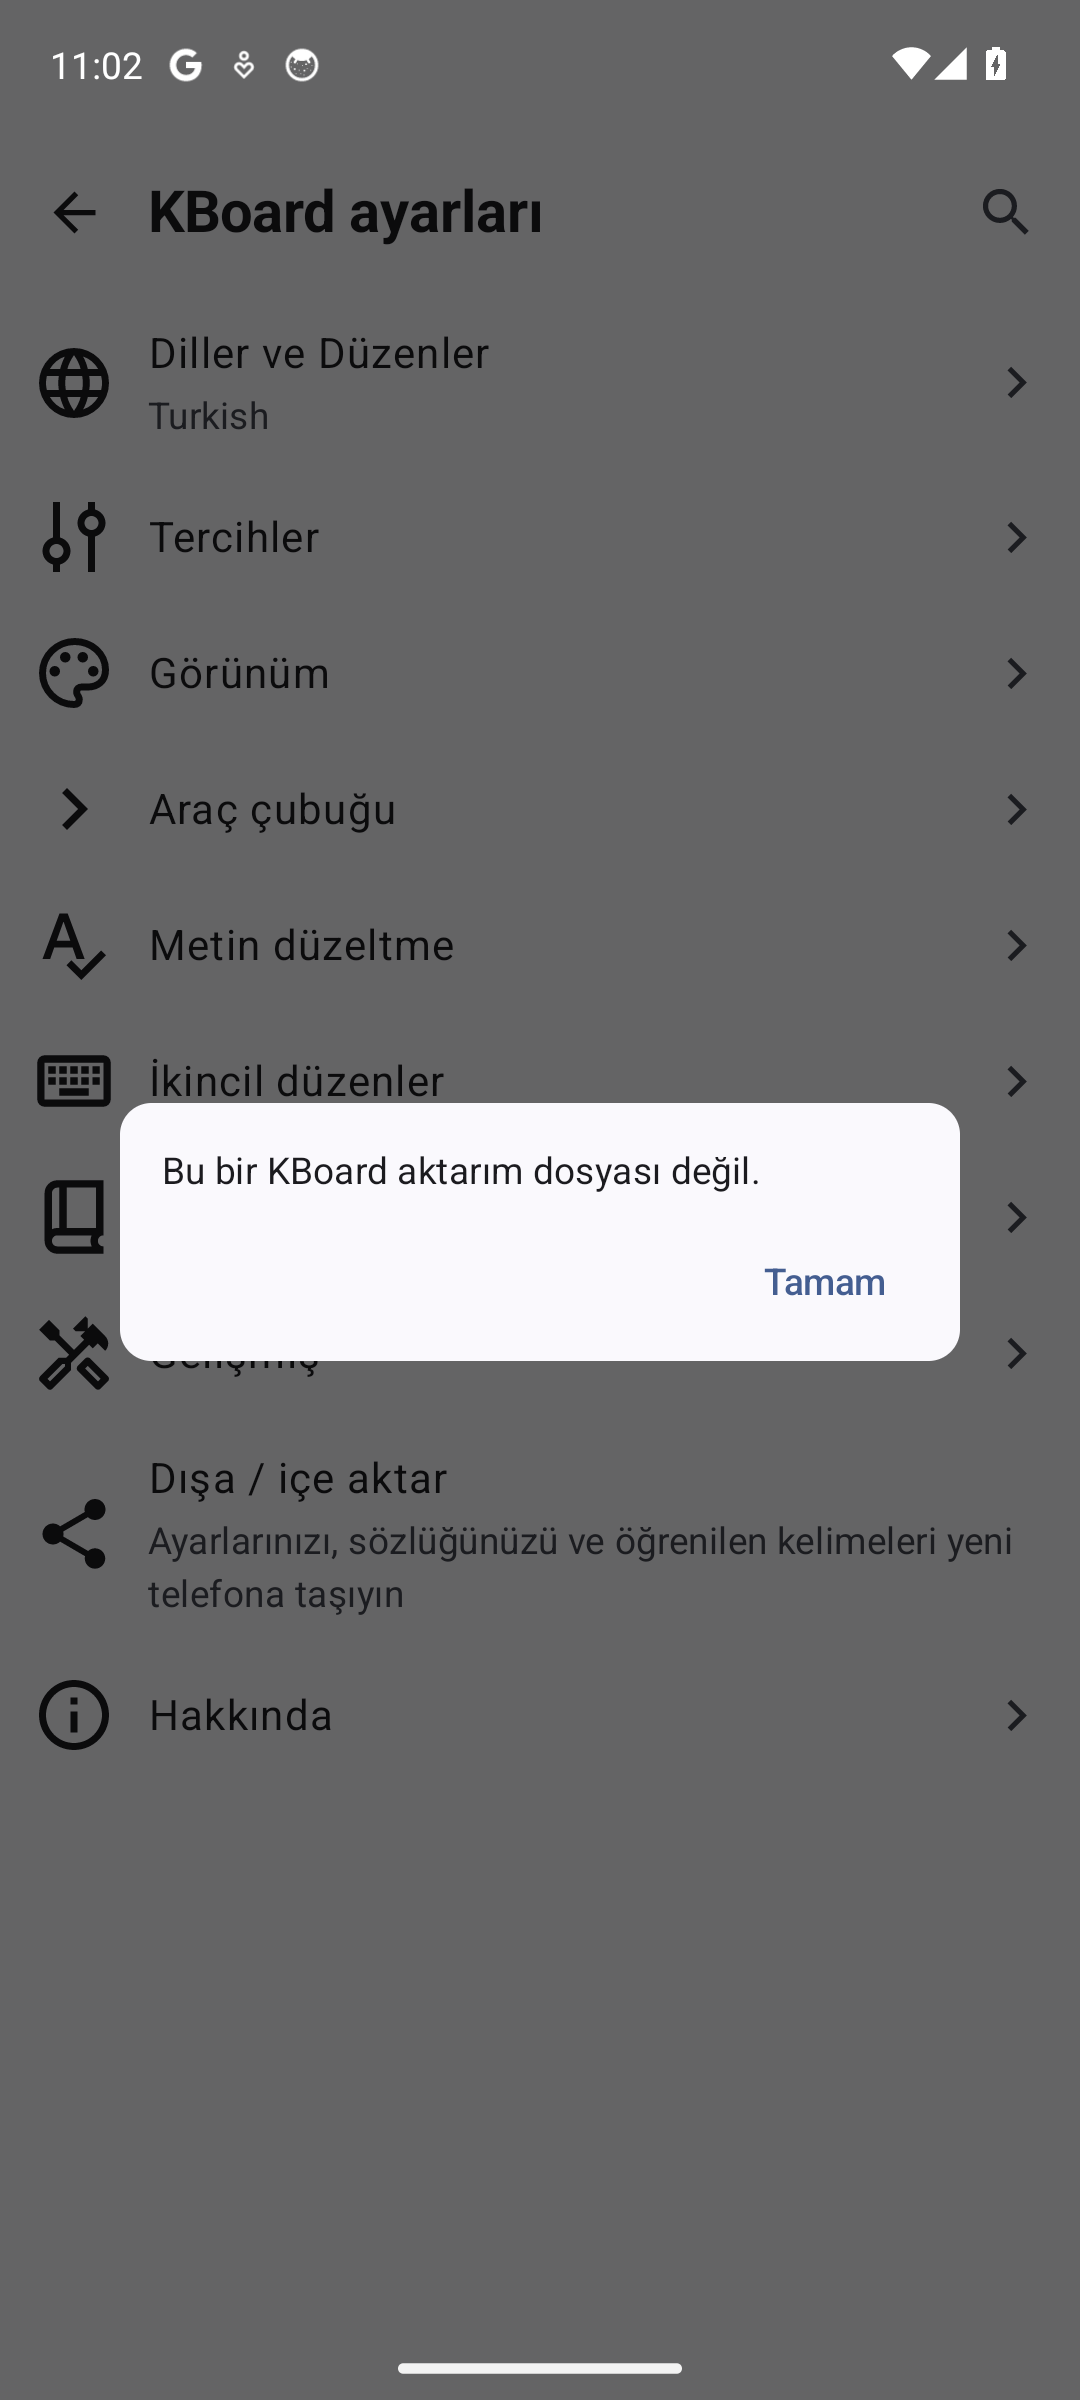 11:02
KBoard ayarları
Diller ve Düzenler
Turkish
Tercihler
Görünüm
Araç çubuğu
Metin düzeltme
İkincil düzenler
Bu bir KBoard aktarım dosyası değil.
Tamam
Gelişmiş
Dışa / içe aktar
Ayarlarınızı, sözlüğünüzü ve öğrenilen kelimeleri yeni
telefona taşıyın
Hakkında